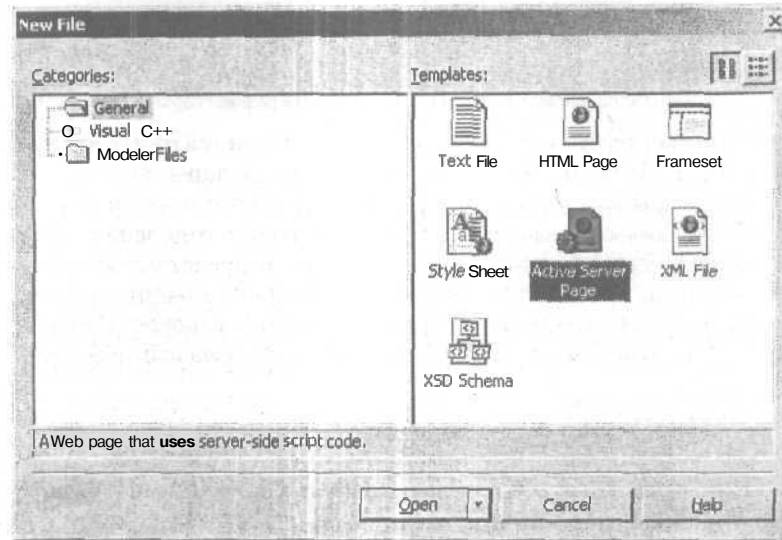 New File
Categories:
General
O Visual C++
ModelerFiles
Templates:
Text File
HTML Page
Frameset
Style Sheet
Active Server
Page
XML File
XSD Schema
A Web page that uses server-side script code.
Open
Cancel
Help